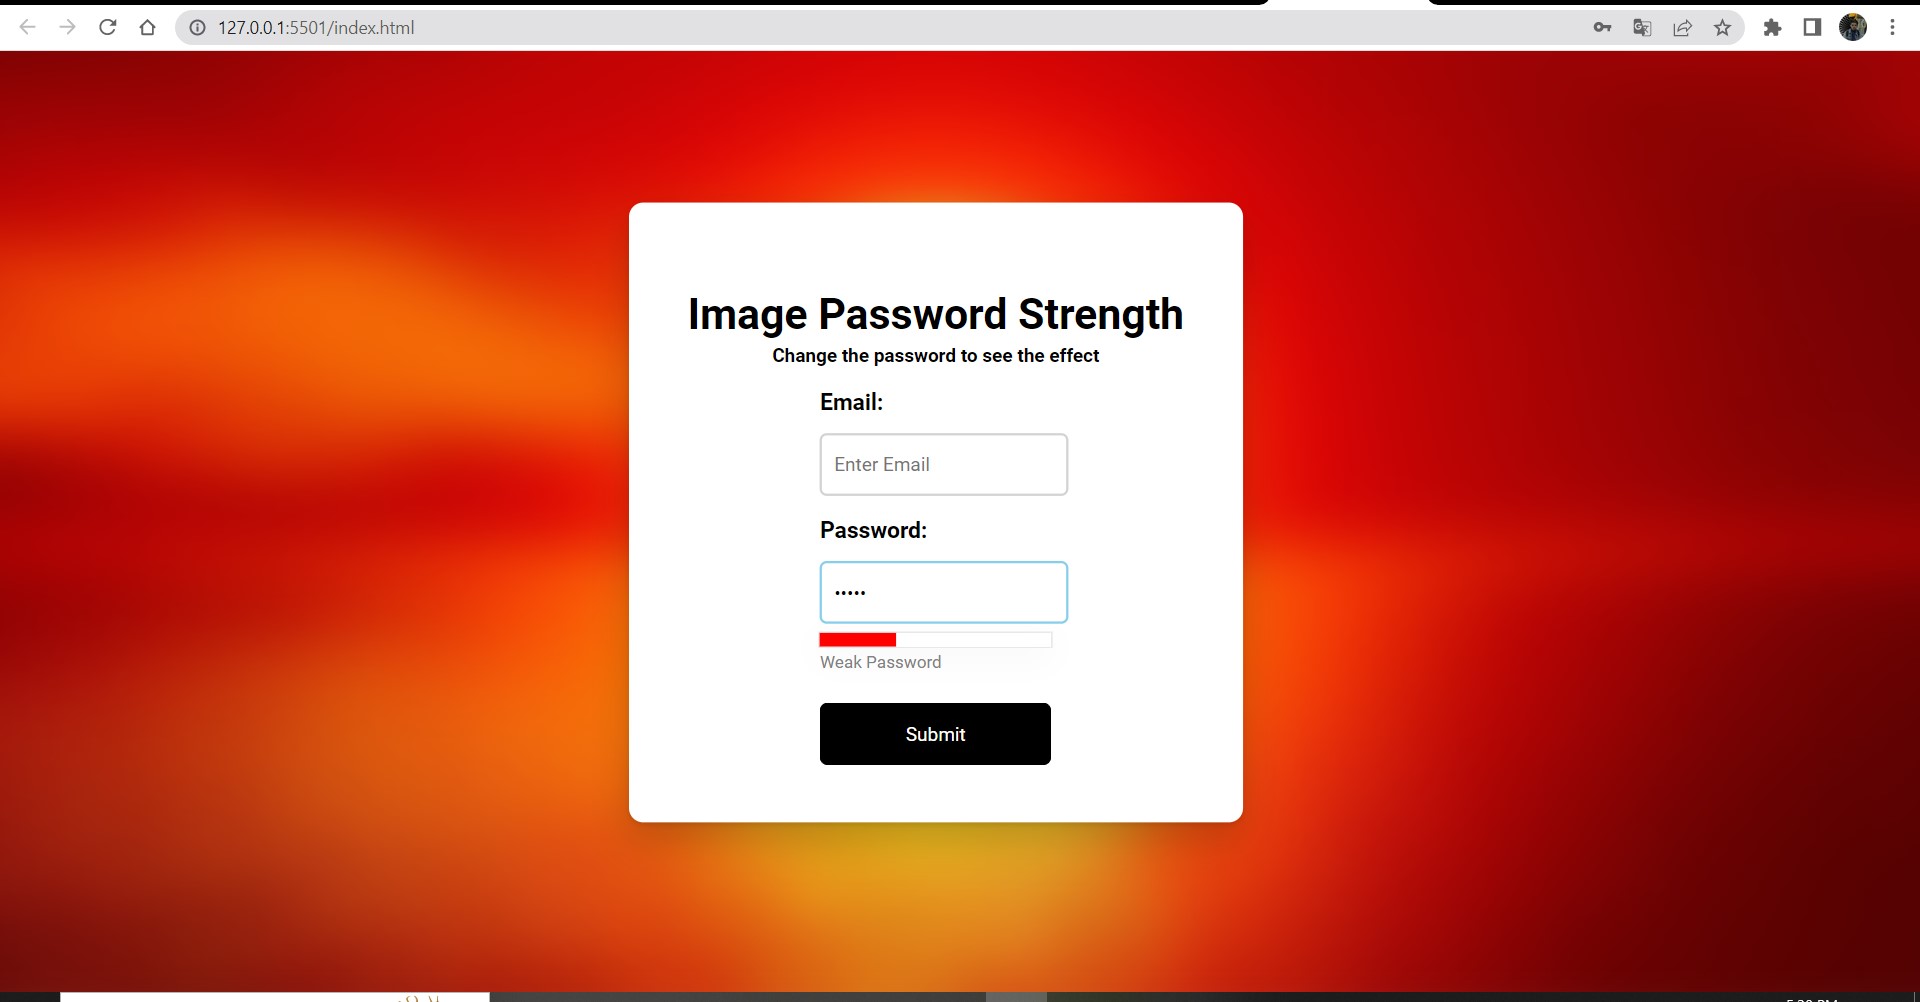 127.0.0.1:5501/index.html
Image Password Strength
Change the password to see the effect
Email:
Enter Email
Password:
•••••
Weak Password
Submit